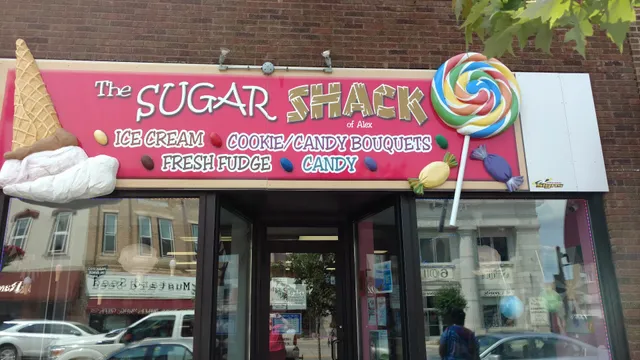 The SUGAR SHACK
of Alex
ICE CREAM COOKIE/CANDY BOUQUETS
FRESH FUDGE CANDY